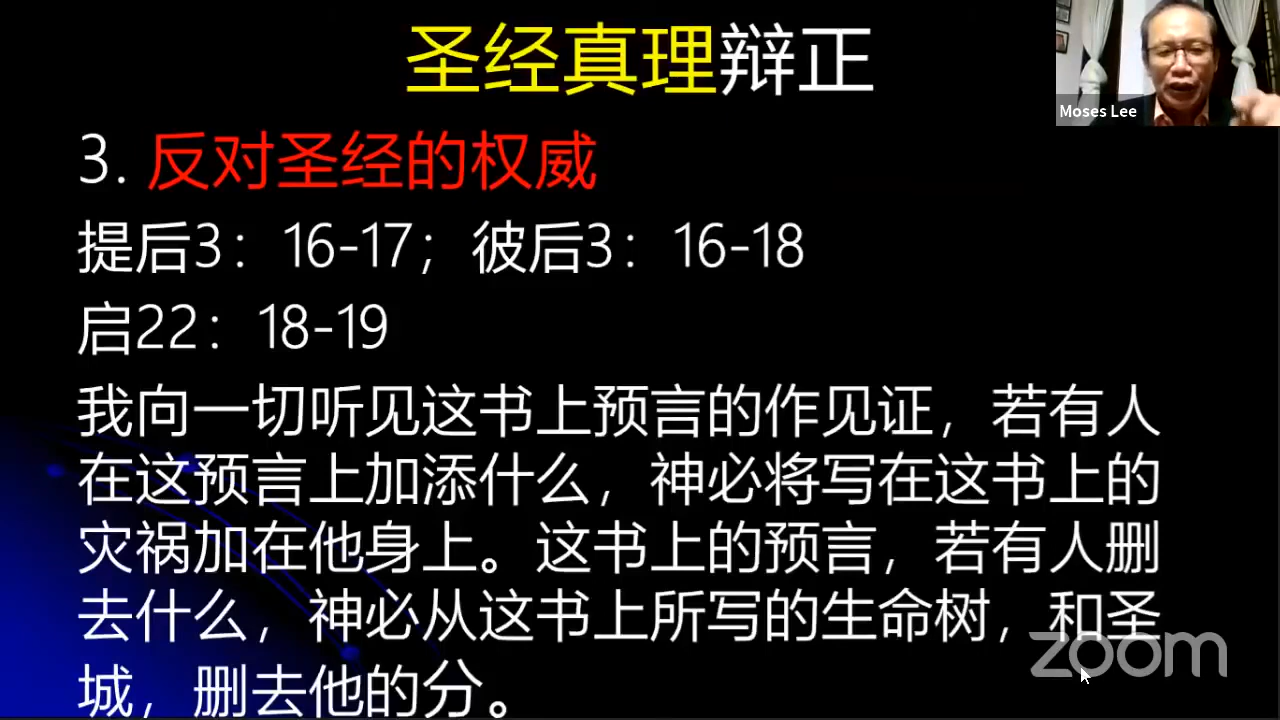 圣经真理辩正
Moses Lee
3. 反对圣经的权威
提后3：16-17；彼后3：16-18
启22：18-19
我向一切听见这书上预言的作见证，若有人
在这预言上加添什么，神必将写在这书上的
灾祸加在他身上。这书上的预言，若有人删
去什么，神必从这书上所写的生命树，和圣
城，删去他的分。
zoom